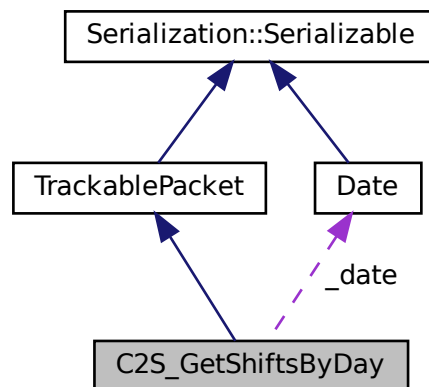 Serialization::Serializable
TrackablePacket
Date
_date
C2S_GetShiftsByDay